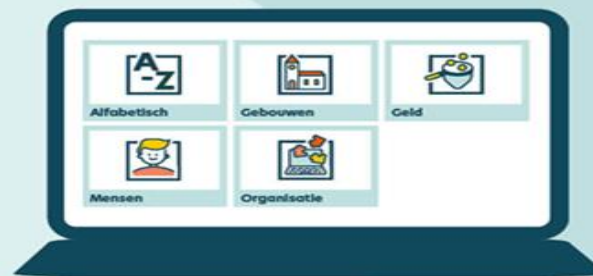 A
-Z
Alfabetisch
Gebouwen
Geld
Mensen
Organisatie